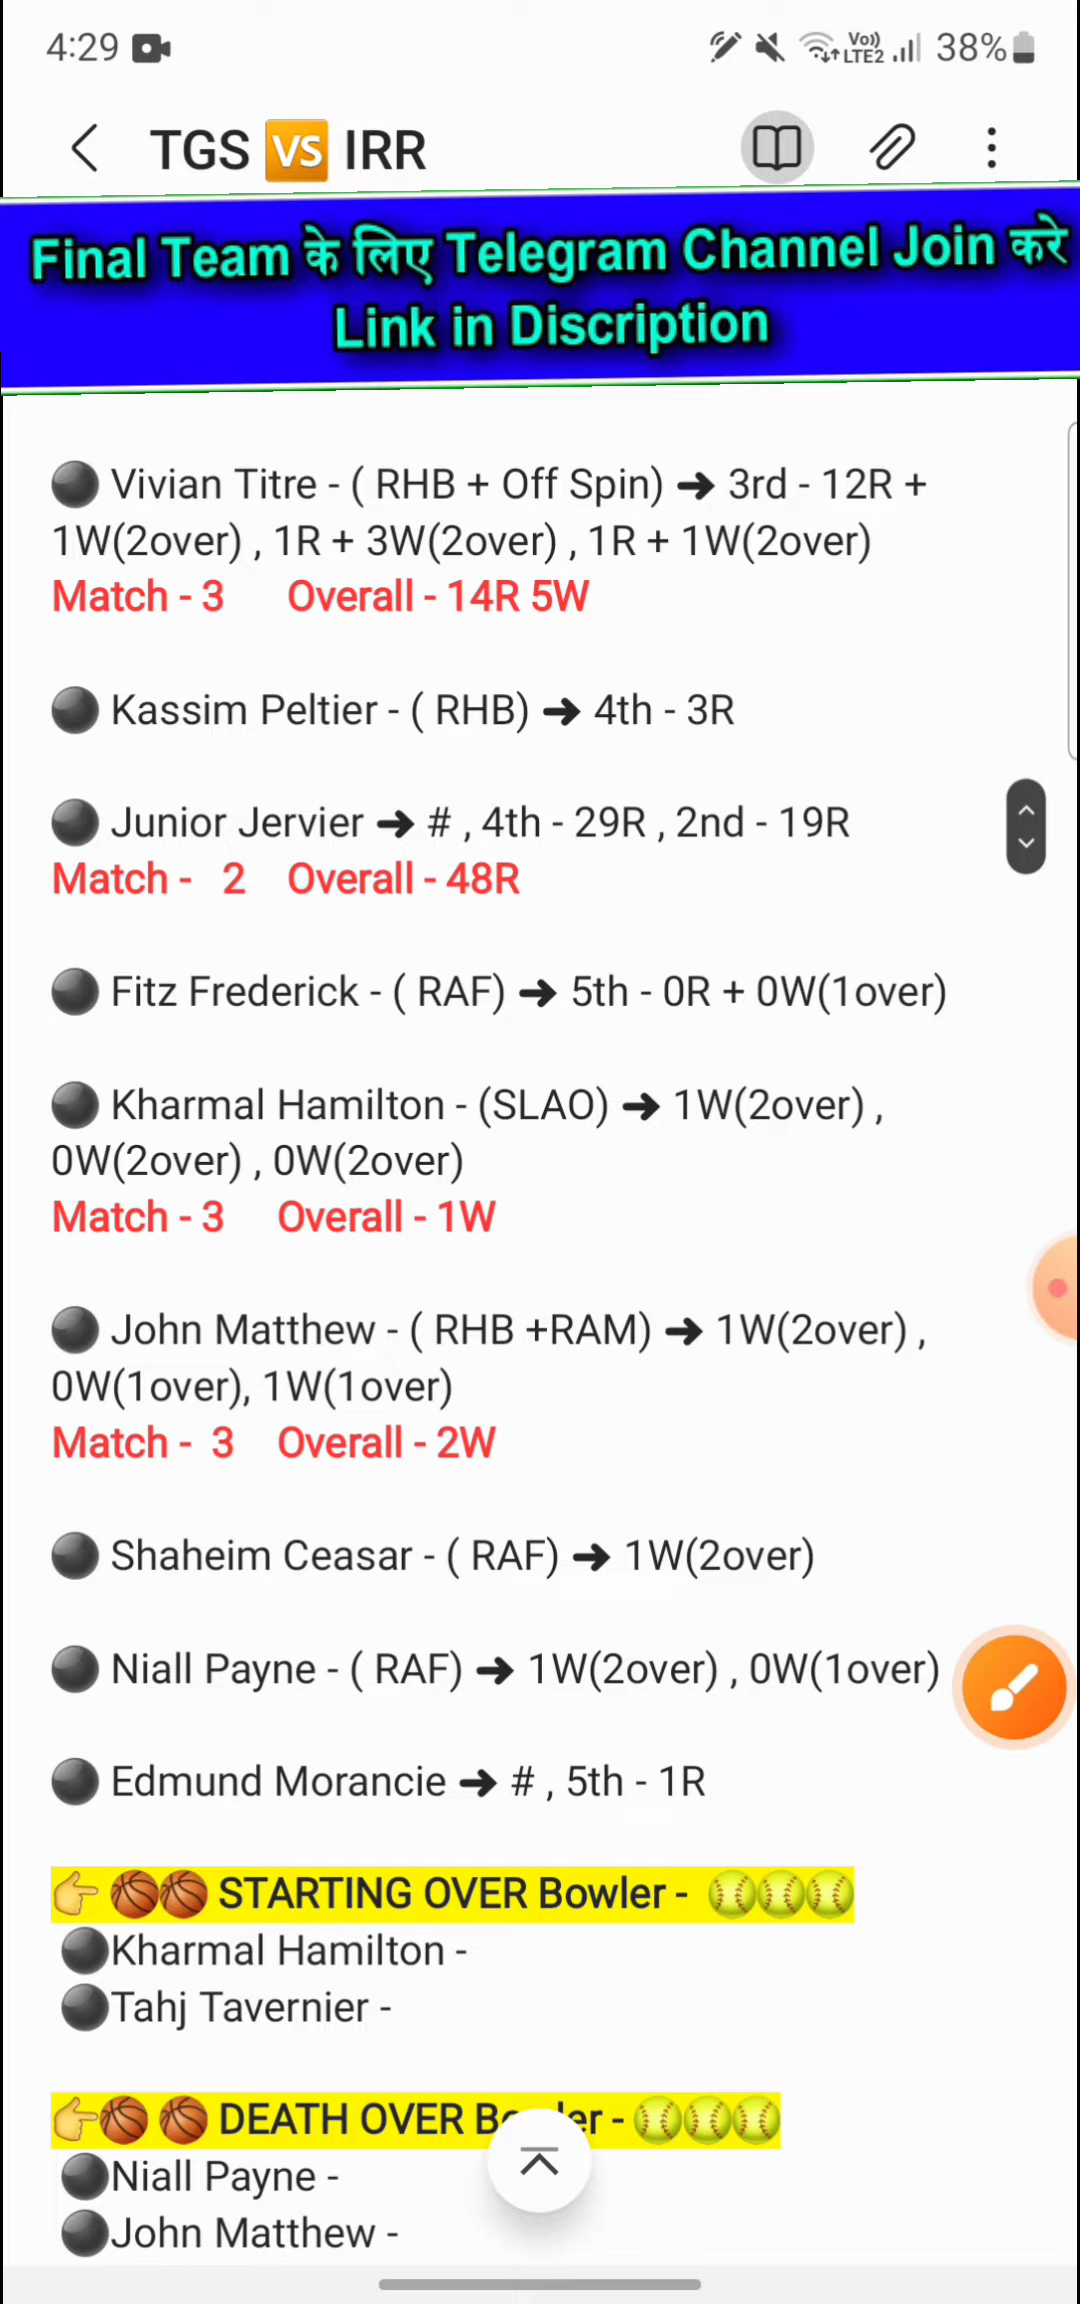 4:29 Vo)) LTE2 38%
TGS VS IRR
Final Team के लिए Telegram Channel Join करे
Link in Discription
Vivian Titre - ( RHB + Off Spin) ➔ 3rd - 12R +
1W(2over) , 1R + 3W(2over) , 1R + 1W(2over)
Match - 3 Overall - 14R 5W
Kassim Peltier - ( RHB) ➔ 4th - 3R
Junior Jervier ➔ # , 4th - 29R , 2nd - 19R
Match - 2 Overall - 48R
Fitz Frederick - ( RAF) ➔ 5th - 0R + 0W(1over)
Kharmal Hamilton - (SLAO) ➔ 1W(2over) ,
0W(2over) , 0W(2over)
Match - 3 Overall - 1W
John Matthew - ( RHB +RAM) ➔ 1W(2over) ,
0W(1over), 1W(1over)
Match - 3 Overall - 2W
Shaheim Ceasar - ( RAF) ➔ 1W(2over)
Niall Payne - ( RAF) ➔ 1W(2over) , 0W(1over)
Edmund Morancie ➔ # , 5th - 1R
STARTING OVER Bowler -
Kharmal Hamilton -
Tahj Tavernier -
DEATH OVER -
Niall Payne -
John Matthew -